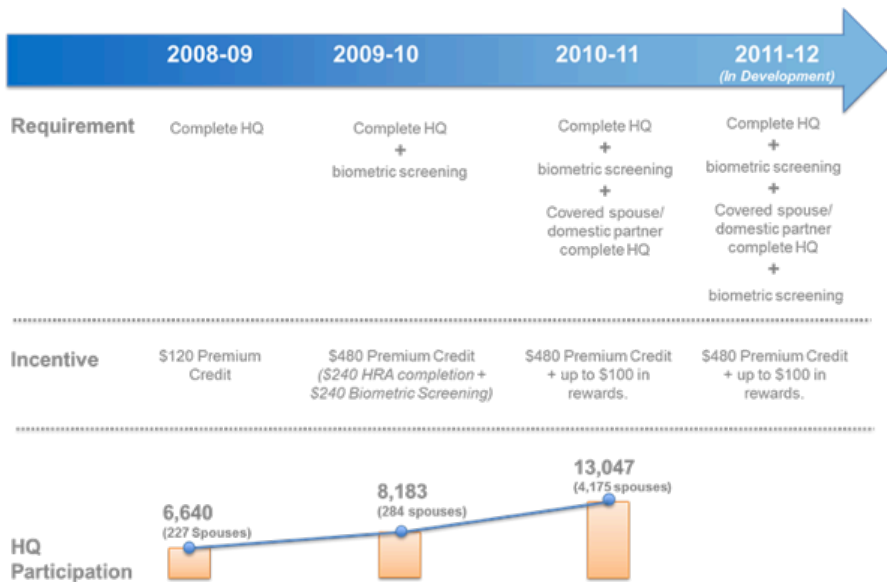 2008-09
2009-10
2010-11
2011-12
(In Development)
Requirement
Complete HQ
Complete HQ
+
biometric screening
Complete HQ
+
biometric screening
+
Covered spouse/
domestic partner
complete HQ
Complete HQ
+
biometric screening
+
Covered spouse/
domestic partner
complete HQ
+
biometric screening
Incentive
$120 Premium
Credit
$480 Premium Credit
($240 HRA completion +
$240 Biometric Screening)
$480 Premium Credit
+ up to $100 in
rewards.
$480 Premium Credit
+ up to $100 in
rewards.
HQ
Participation
6,640
(227 Spouses)
8,183
(284 spouses)
13,047
(4,175 spouses)